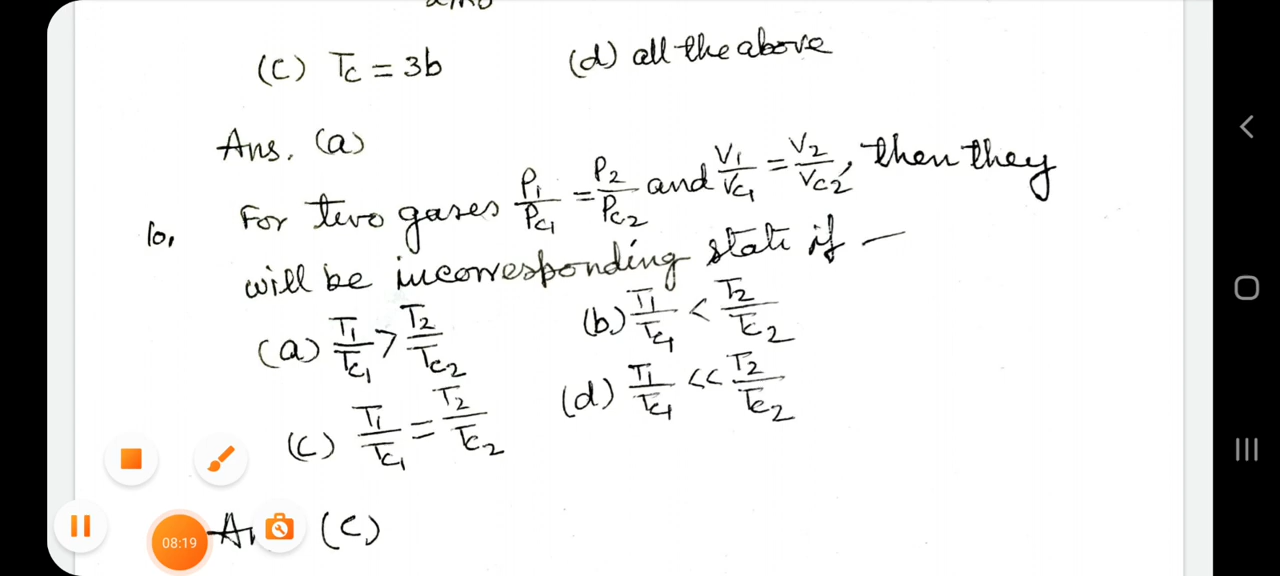 (C) Tc = 3b (d) all the above
Ans. (a)
10, For two gases P₁/Pc₁ = P₂/Pc₂ and V₁/Vc₁ = V₂/Vc₂, then they
will be incorresponding state if —
(a) T₁/Tc₁ > T₂/Tc₂ (b) T₁/Tc₁ < T₂/Tc₂
(C) T₁/Tc₁ = T₂/Tc₂ (d) T₁/Tc₁ << T₂/Tc₂
(C)
08:19